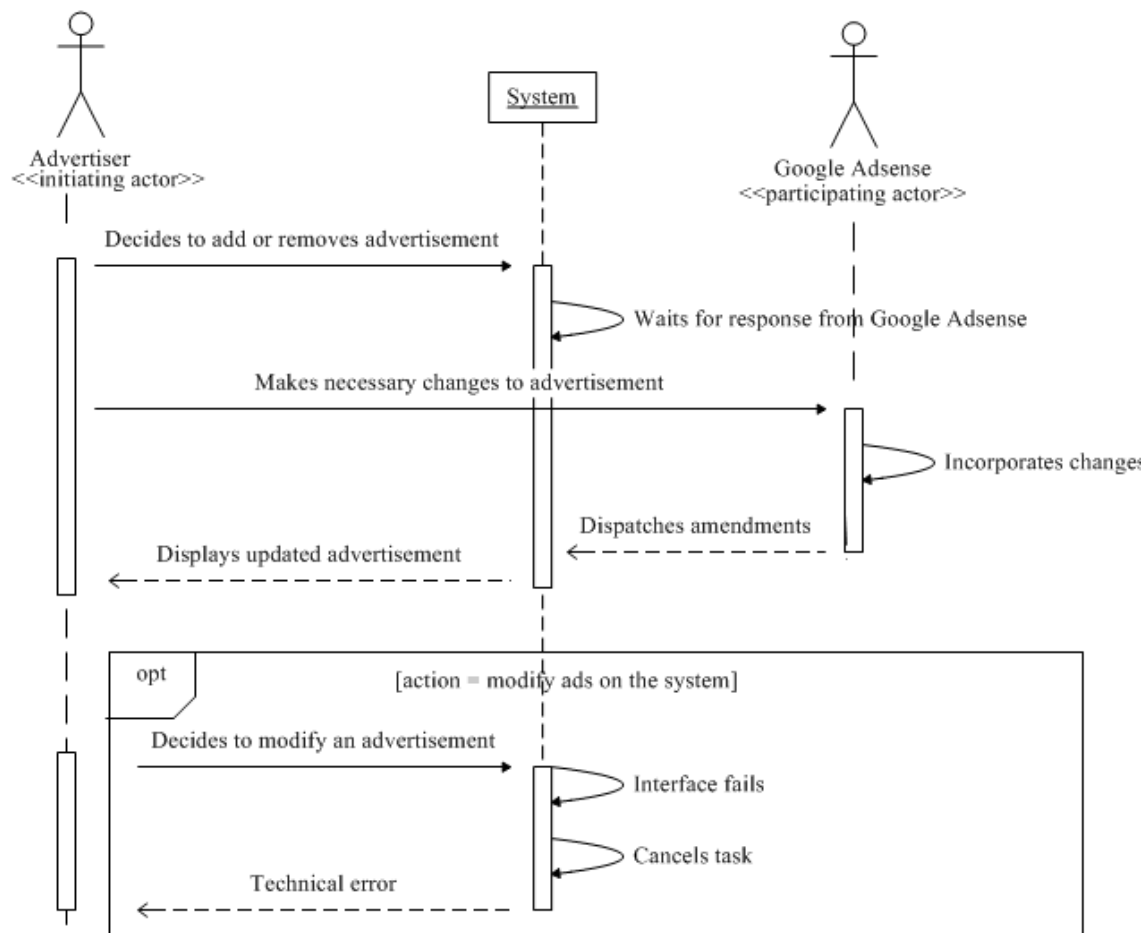 System
Advertiser
<<initiating actor>>
Google Adsense
<<participating actor>>
Decides to add or removes advertisement
Waits for response from Google Adsense
Makes necessary changes to advertisement
Incorporates changes
Dispatches amendments
Displays updated advertisement
opt
[action = modify ads on the system]
Decides to modify an advertisement
Interface fails
Cancels task
Technical error